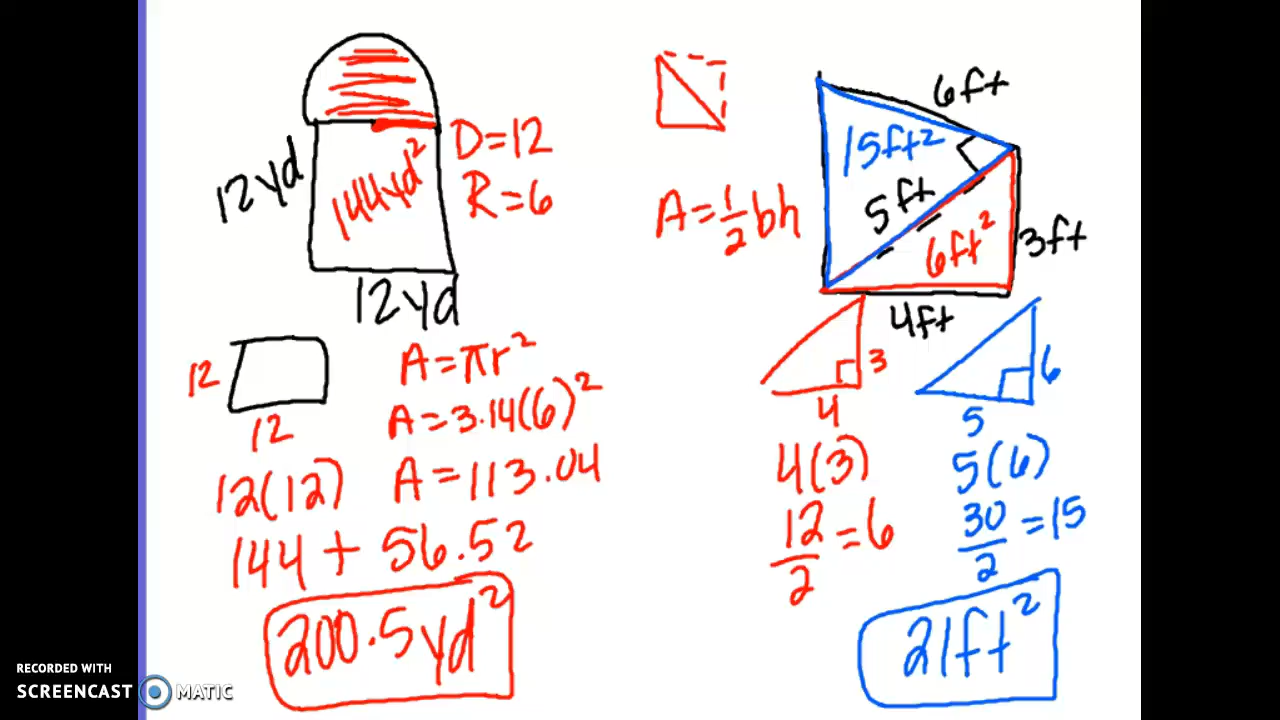 12yd
144yd²
D=12
R=6
12yd
12
12
12(12)
A=πr²
A=3.14(6)²
A=113.04
144+56.52
200.5yd²
A=½bh
6ft
15ft²
5ft
6ft²
3ft
4ft
3
4
4(3)
12/2=6
6
5
5(6)
30/2=15
21ft²
RECORDED WITH
SCREENCAST MATIC